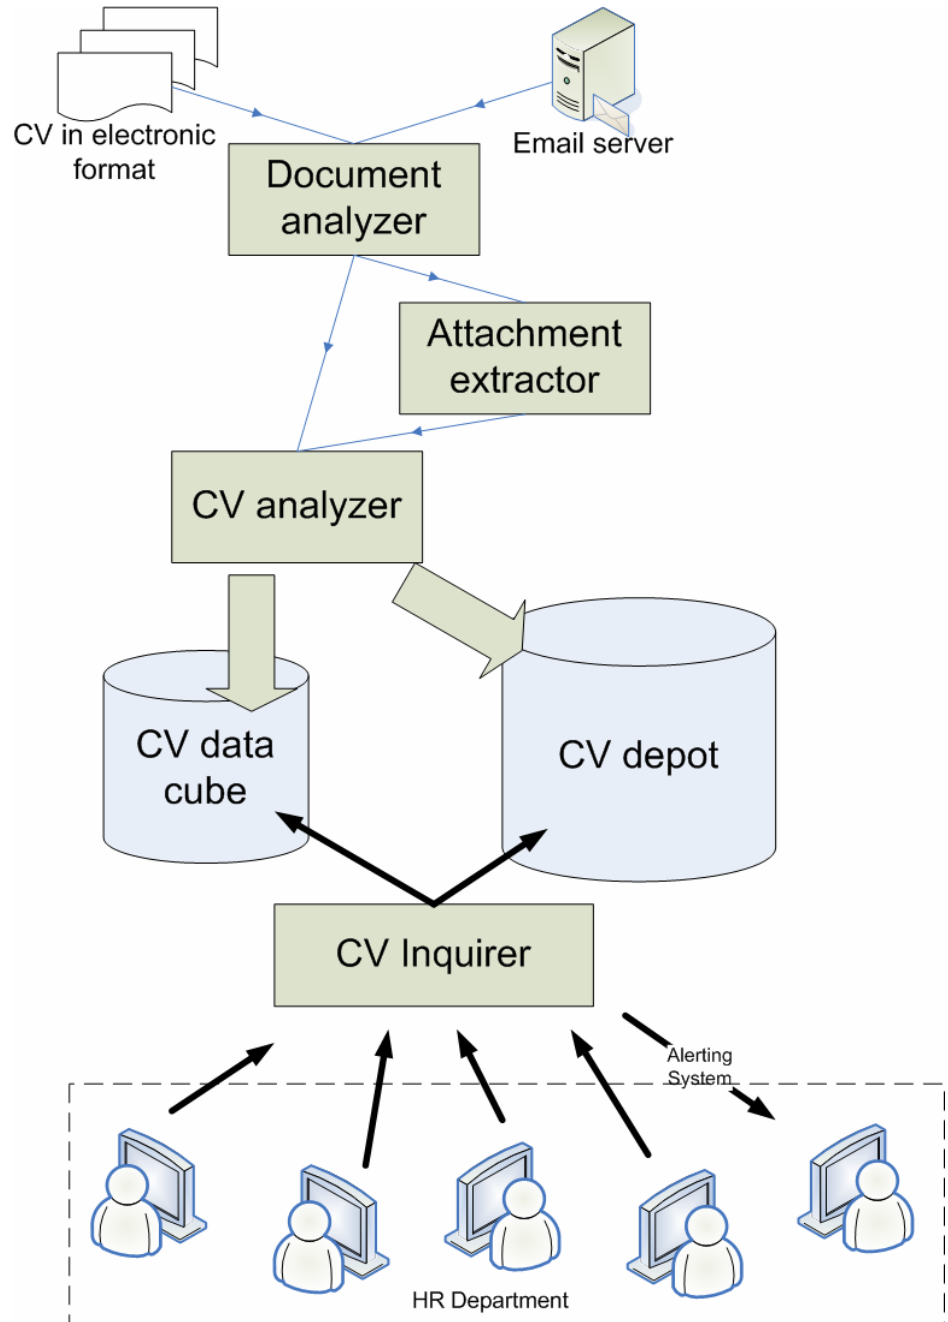 CV in electronic
format
Email server
Document
analyzer
Attachment
extractor
CV analyzer
CV data
cube
CV depot
CV Inquirer
Alerting
System
HR Department